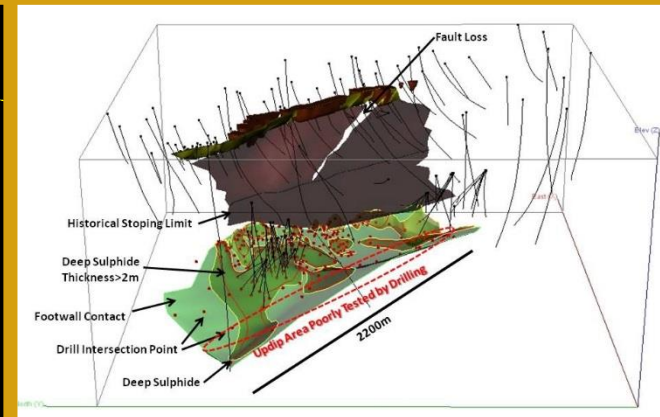 Fault Loss
Elev (Z)
East (X)
Historical Stoping Limit
Deep Sulphide
Thickness>2m
Footwall Contact
Drill Intersection Point
Deep Sulphide
Updip Area Poorly Tested by Drilling
2200m
North (Y)